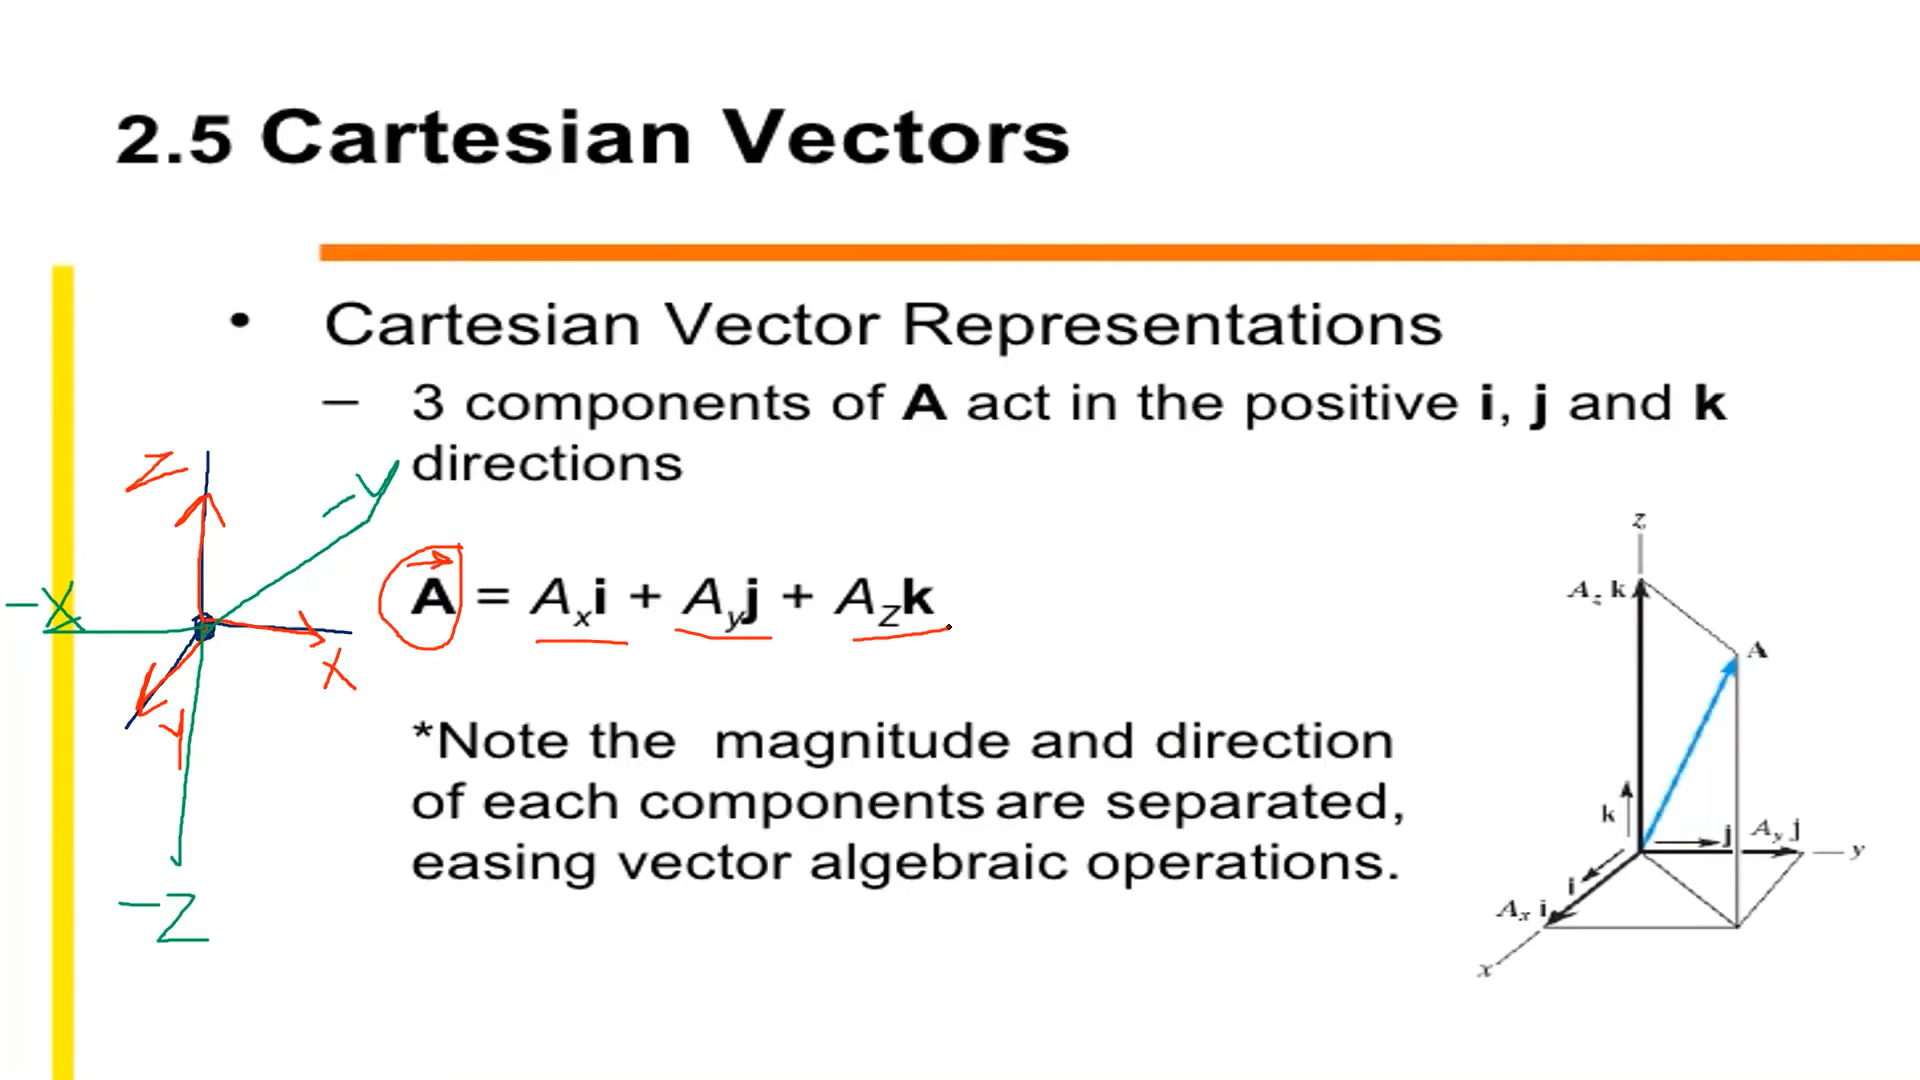 2.5 Cartesian Vectors
• Cartesian Vector Representations
– 3 components of A act in the positive i, j and k
directions
Z
-Y
-X
X
Y
-Z
A = Axi + Ayj + AZk
*Note the magnitude and direction
of each components are separated,
easing vector algebraic operations.
z
Az k
A
k
j
Ay j
y
i
Ax i
x